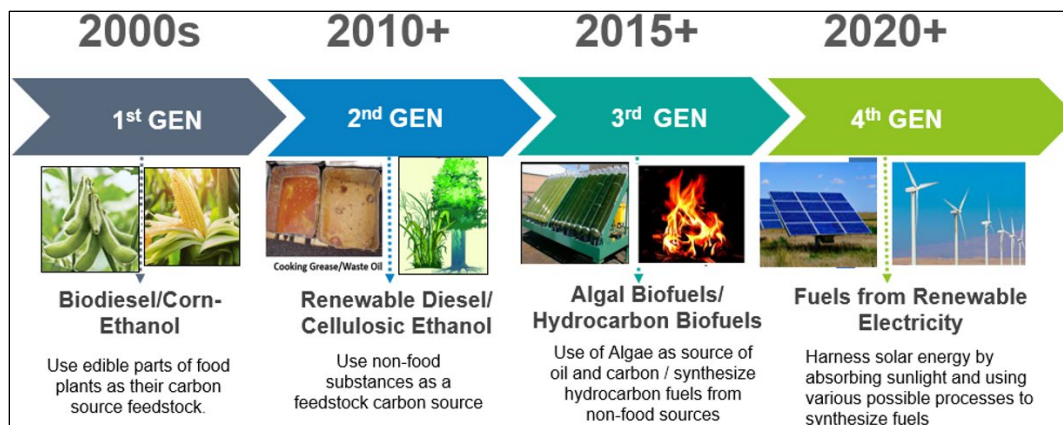 2000s
2010+
2015+
2020+
1st GEN
2nd GEN
3rd GEN
4th GEN
Cooking Grease/Waste Oil
Biodiesel/Corn-
Ethanol
Use edible parts of food
plants as their carbon
source feedstock.
Renewable Diesel/
Cellulosic Ethanol
Use non-food
substances as a
feedstock carbon source
Algal Biofuels/
Hydrocarbon Biofuels
Use of Algae as source of
oil and carbon / synthesize
hydrocarbon fuels from
non-food sources
Fuels from Renewable
Electricity
Harness solar energy by
absorbing sunlight and using
various possible processes to
synthesize fuels